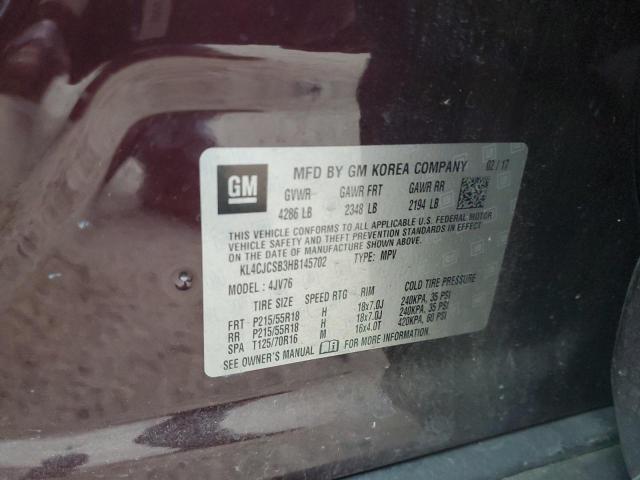 GM
MFD BY GM KOREA COMPANY 02/17
GVWR GAWR FRT GAWR RR
4286 LB 2348 LB 2194 LB
THIS VEHICLE CONFORMS TO ALL APPLICABLE U.S. FEDERAL MOTOR
VEHICLE SAFETY AND THEFT PREVENTION STANDARDS IN EFFECT
ON THE DATE OF MANUFACTURE SHOWN ABOVE.
KL4CJCSB3HB145702 TYPE: MPV
MODEL: 4JV76
TIRE SIZE SPEED RTG RIM COLD TIRE PRESSURE
FRT P215/55R18 H 18x7.0J 240KPA, 35 PSI
RR P215/55R18 H 18x7.0J 240KPA, 35 PSI
SPA T125/70R16 M 16x4.0T 420KPA, 60 PSI
SEE OWNER'S MANUAL FOR MORE INFORMATION.